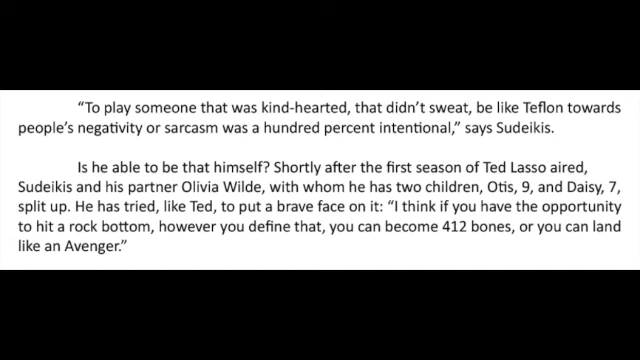 “To play someone that was kind-hearted, that didn’t sweat, be like Teflon towards
people’s negativity or sarcasm was a hundred percent intentional,” says Sudeikis.
Is he able to be that himself? Shortly after the first season of Ted Lasso aired,
Sudeikis and his partner Olivia Wilde, with whom he has two children, Otis, 9, and Daisy, 7,
split up. He has tried, like Ted, to put a brave face on it: “I think if you have the opportunity
to hit a rock bottom, however you define that, you can become 412 bones, or you can land
like an Avenger.”